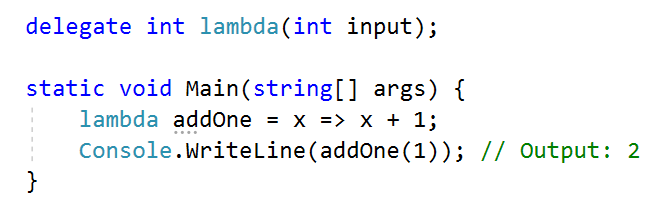 delegate int lambda(int input);
static void Main(string[] args) {
lambda addOne = x => x + 1;
Console.WriteLine(addOne(1)); // Output: 2
}